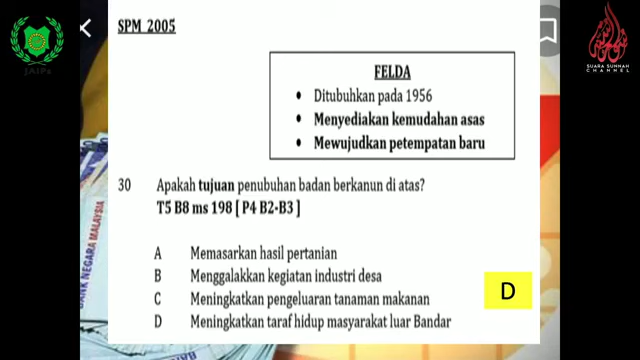 SPM 2005
JAIPs
SUARA SUNNAH
CHANNEL
FELDA
• Ditubuhkan pada 1956
• Menyediakan kemudahan asas
• Mewujudkan petempatan baru
30 Apakah tujuan penubuhan badan berkanun di atas?
T5 B8 ms 198 [ P4 B2-B3 ]
A Memasarkan hasil pertanian
B Menggalakkan kegiatan industri desa
C Meningkatkan pengeluaran tanaman makanan
D Meningkatkan taraf hidup masyarakat luar Bandar
D
BANK NEGARA MALAYSIA